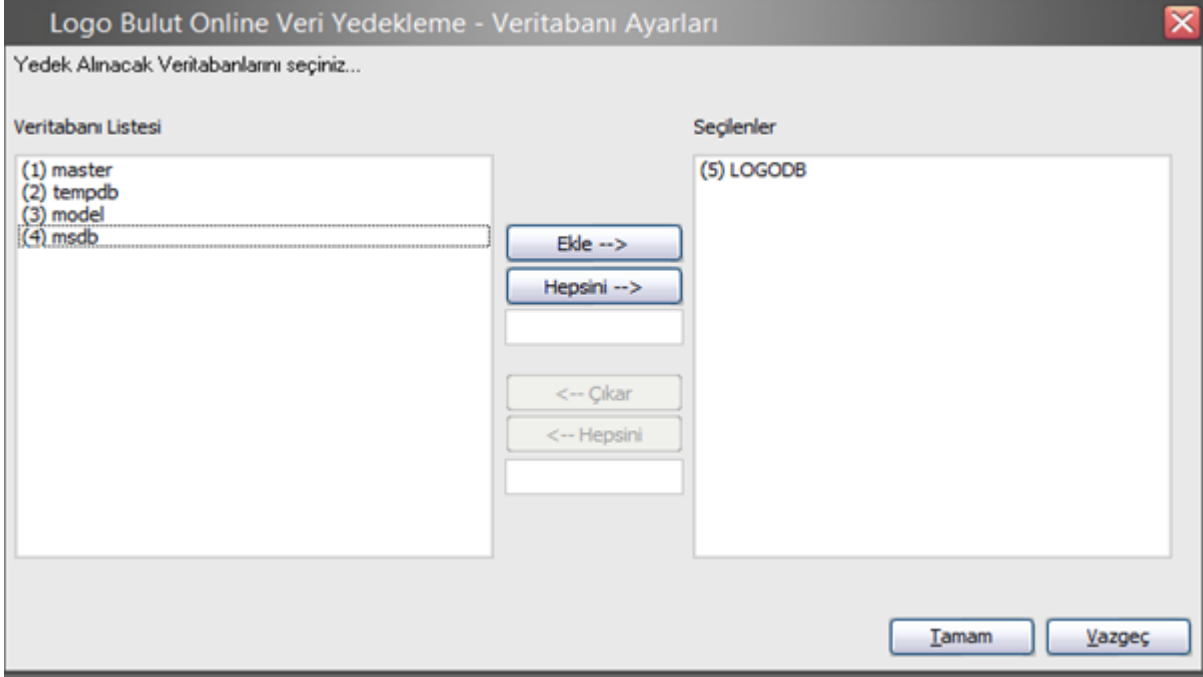 Logo Bulut Online Veri Yedekleme - Veritabanı Ayarları
Yedek Alınacak Veritabanlarını seçiniz...
Veritabanı Listesi
(1) master
(2) tempdb
(3) model
(4) msdb
Ekle -->
Hepsini -->
<-- Çıkar
<-- Hepsini
Seçilenler
(5) LOGODB
Tamam
Vazgeç